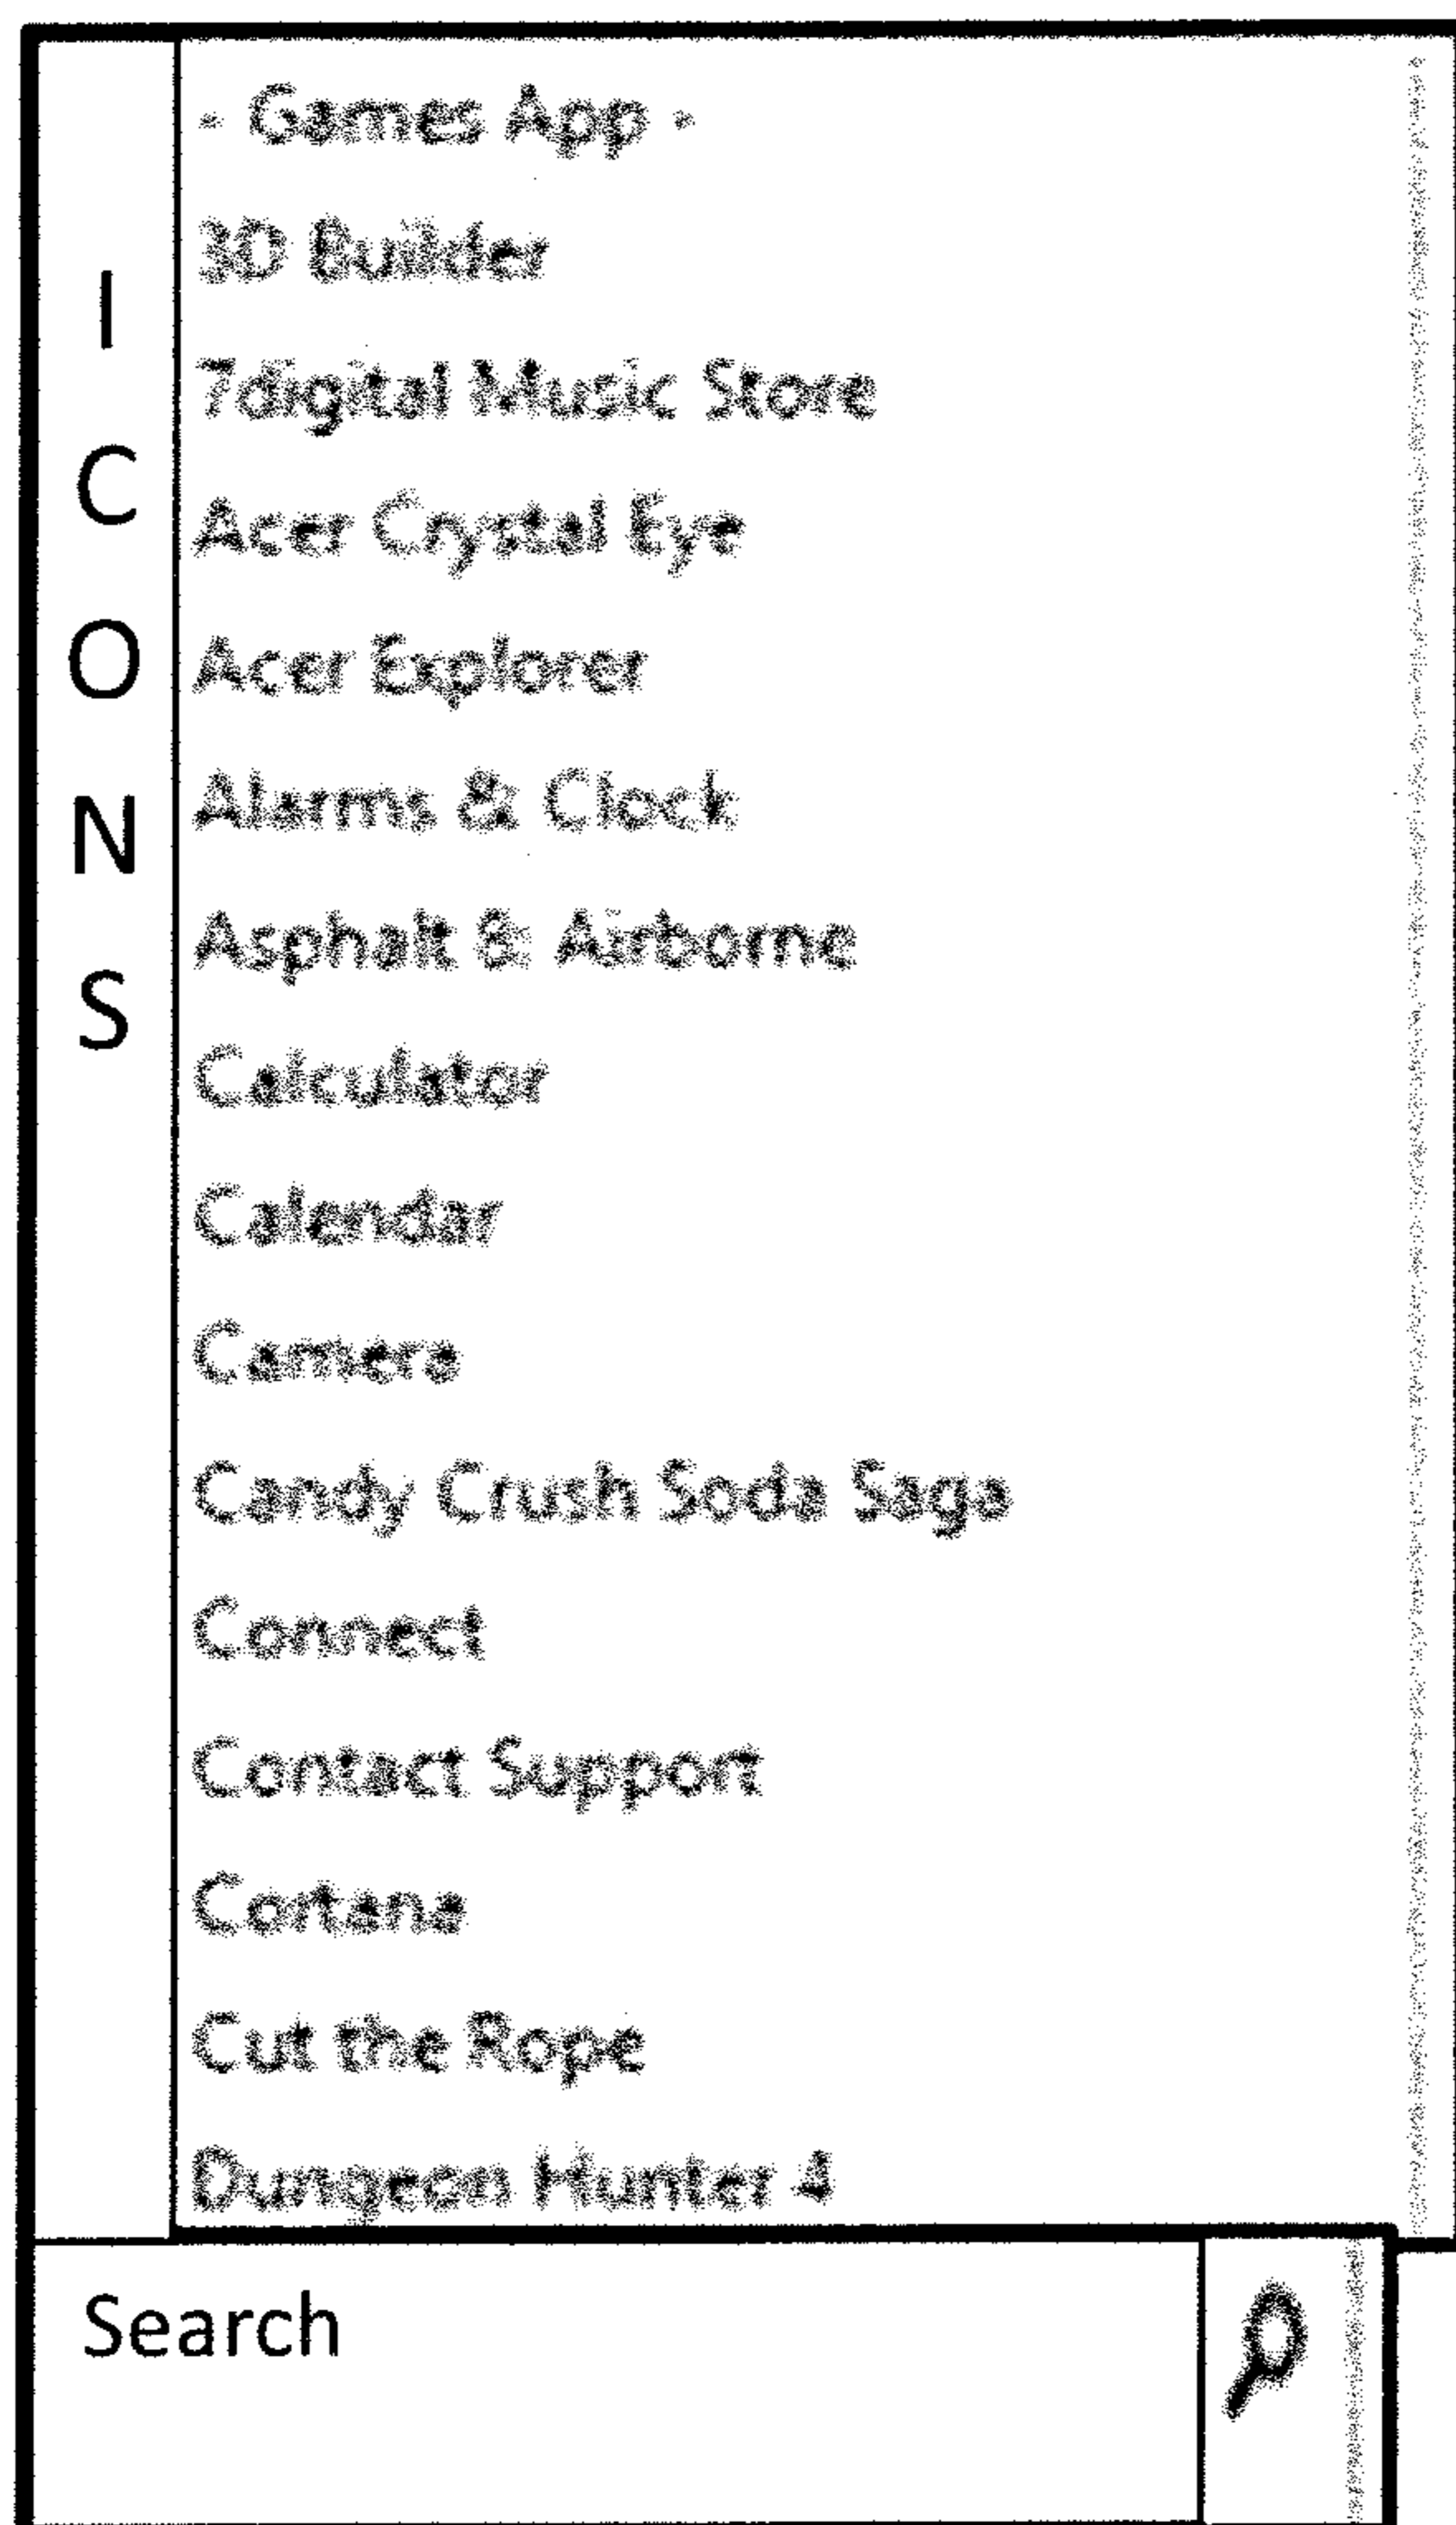 - Games App -
3D Builder
7digital Music Store
Acer Crystal Eye
Acer Explorer
Alarms & Clock
Asphalt 8: Airborne
Calculator
Calendar
Camera
Candy Crush Soda Saga
Connect
Contact Support
Cortana
Cut the Rope
Dungeon Hunter 4
ICONS
Search